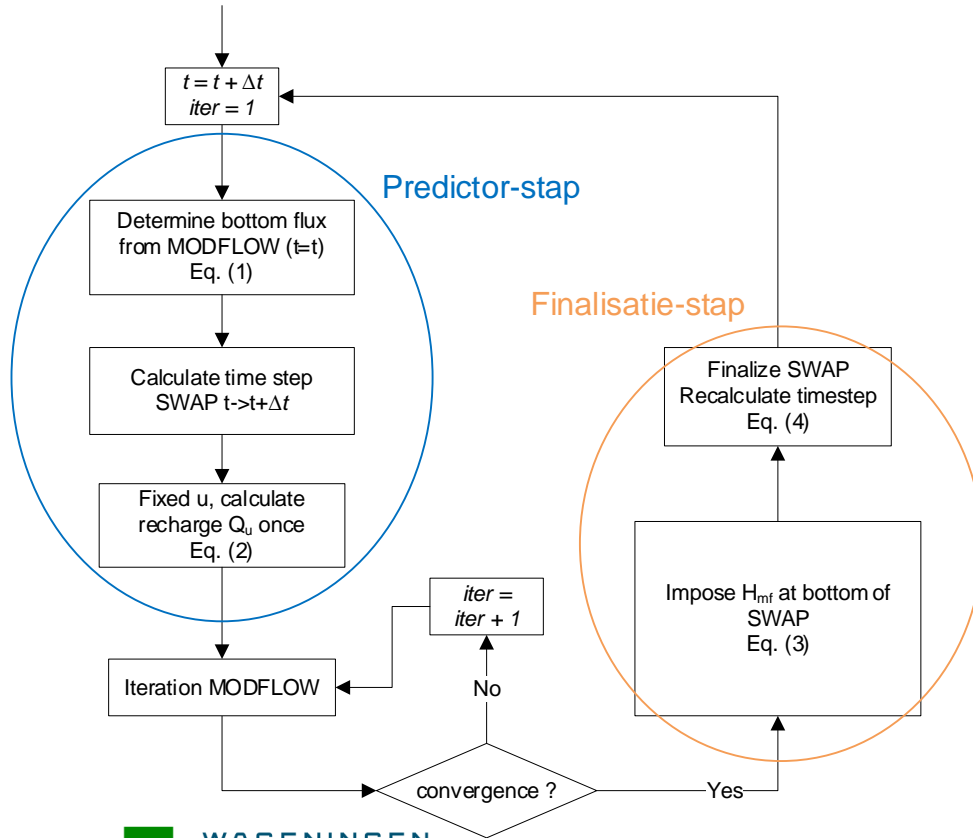 t = t + Δt
iter = 1
Predictor-stap
Determine bottom flux
from MODFLOW (t=t)
Eq. (1)
Calculate time step
SWAP t->t+Δt
Fixed u, calculate
recharge Qu once
Eq. (2)
Iteration MODFLOW
iter =
iter + 1
No
convergence ?
Yes
Finalisatie-stap
Finalize SWAP
Recalculate timestep
Eq. (4)
Impose Hmf at bottom of
SWAP
Eq. (3)
WAGENINGEN